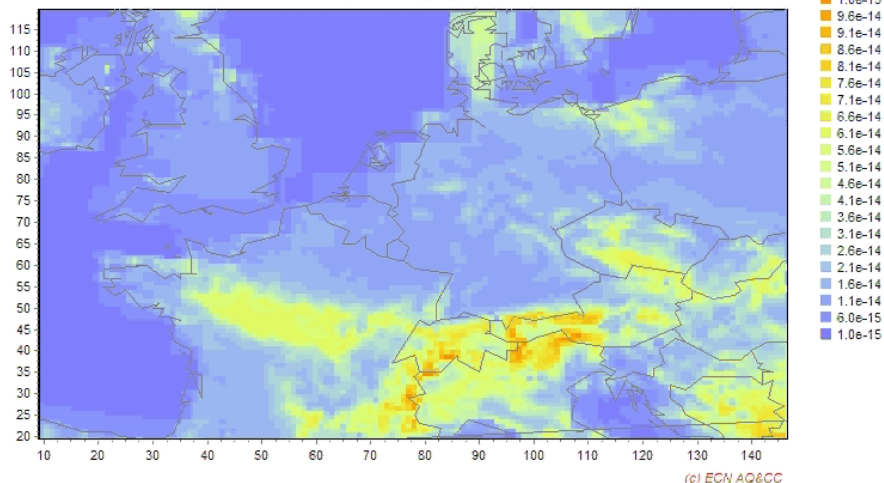 1.0e-13
9.6e-14
9.1e-14
8.6e-14
8.1e-14
7.6e-14
7.1e-14
6.6e-14
6.1e-14
5.6e-14
5.1e-14
4.6e-14
4.1e-14
3.6e-14
3.1e-14
2.6e-14
2.1e-14
1.6e-14
1.1e-14
6.0e-15
1.0e-15
115
110
105
100
95
90
85
80
75
70
65
60
55
50
45
40
35
30
25
20
10 20 30 40 50 60 70 80 90 100 110 120 130 140
(c) ECN AQ&CC